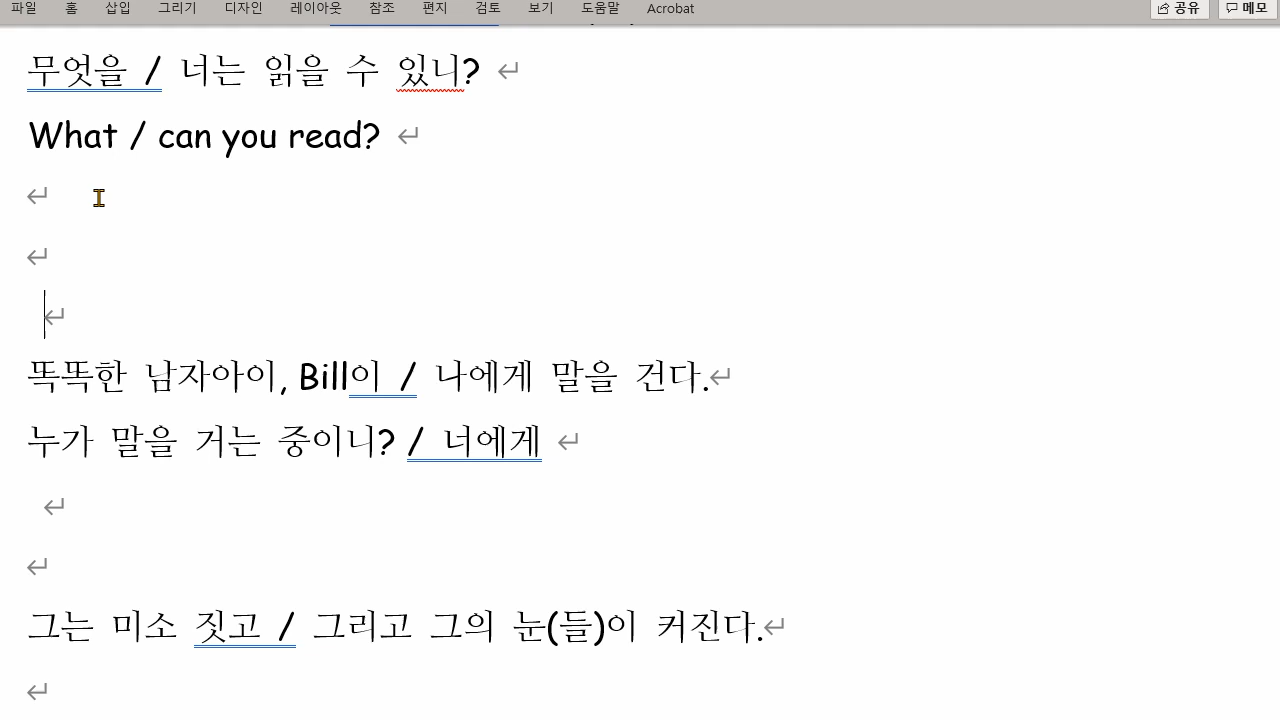 파일 홈 삽입 그리기 디자인 레이아웃 참조 편지 검토 보기 도움말 Acrobat 공유 메모
무엇을 / 너는 읽을 수 있니?
What / can you read?
똑똑한 남자아이, Bill이 / 나에게 말을 건다.
누가 말을 거는 중이니? / 너에게
그는 미소 짓고 / 그리고 그의 눈(들)이 커진다.